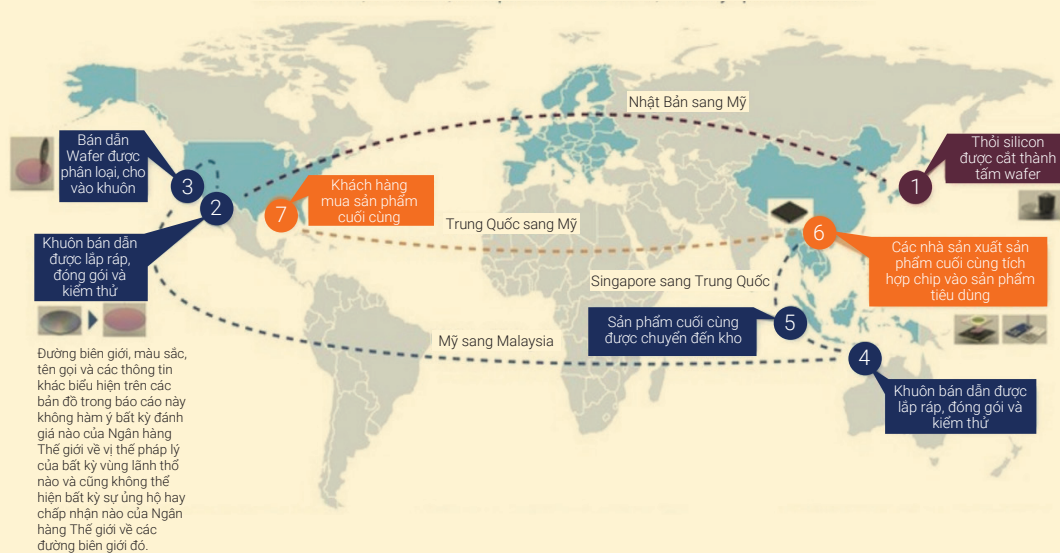 Nhật Bản sang Mỹ
Thỏi silicon
được cắt thành
tấm wafer
1
Bán dẫn
Wafer được
phân loại, cho
vào khuôn
3
2
7
Khách hàng
mua sản phẩm
cuối cùng
Trung Quốc sang Mỹ
6
Khuôn bán dẫn
được lắp ráp,
đóng gói và
kiểm thử
Các nhà sản xuất sản
phẩm cuối cùng tích
hợp chip vào sản phẩm
tiêu dùng
Singapore sang Trung Quốc
Sản phẩm cuối cùng
được chuyển đến kho
5
Mỹ sang Malaysia
4
Khuôn bán dẫn được
lắp ráp, đóng gói và
kiểm thử
Đường biên giới, màu sắc,
tên gọi và các thông tin
khác biểu hiện trên các
bản đồ trong báo cáo này
không hàm ý bất kỳ đánh
giá nào của Ngân hàng
Thế giới về vị thế pháp lý
của bất kỳ vùng lãnh thổ
nào và cũng không thể
hiện bất kỳ sự ủng hộ hay
chấp nhận nào của Ngân
hàng Thế giới về các
đường biên giới đó.